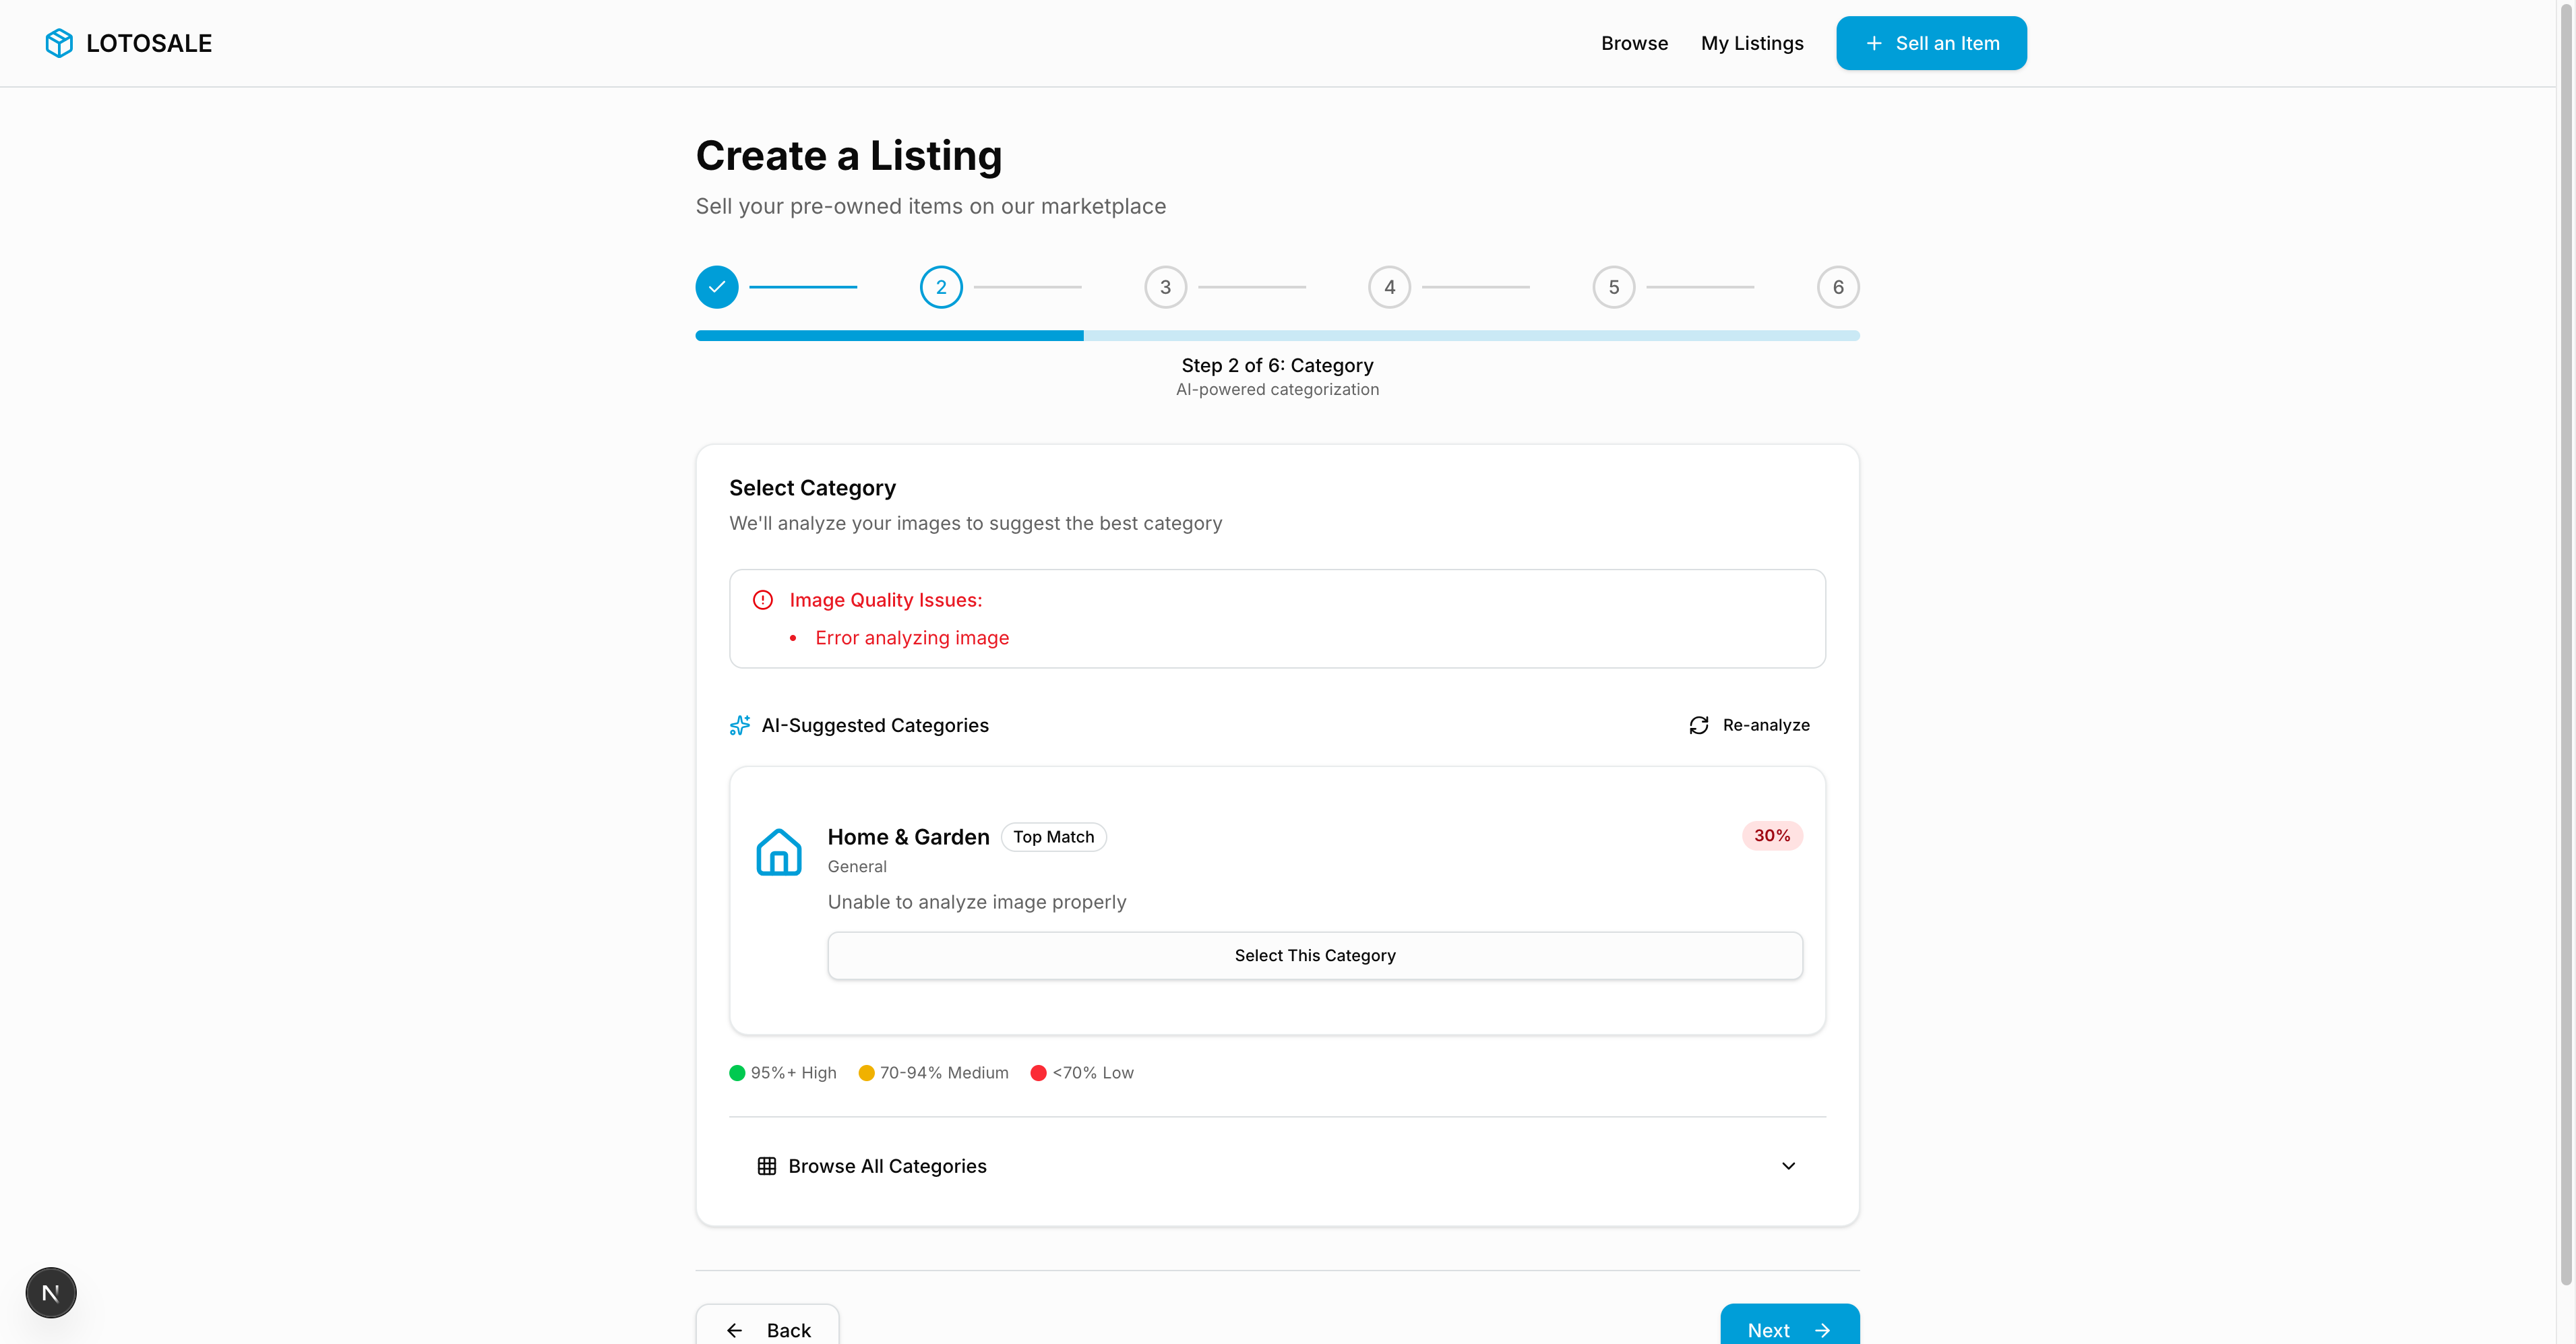 LOTOSALE
Browse
My Listings
Sell an Item
Create a Listing
Sell your pre-owned items on our marketplace
2
3
4
5
6
Step 2 of 6: Category
AI-powered categorization
Select Category
We'll analyze your images to suggest the best category
Image Quality Issues:
• Error analyzing image
AI-Suggested Categories
Re-analyze
Home & Garden
Top Match
30%
General
Unable to analyze image properly
Select This Category
95%+ High
70-94% Medium
<70% Low
Browse All Categories
N
Back
Next